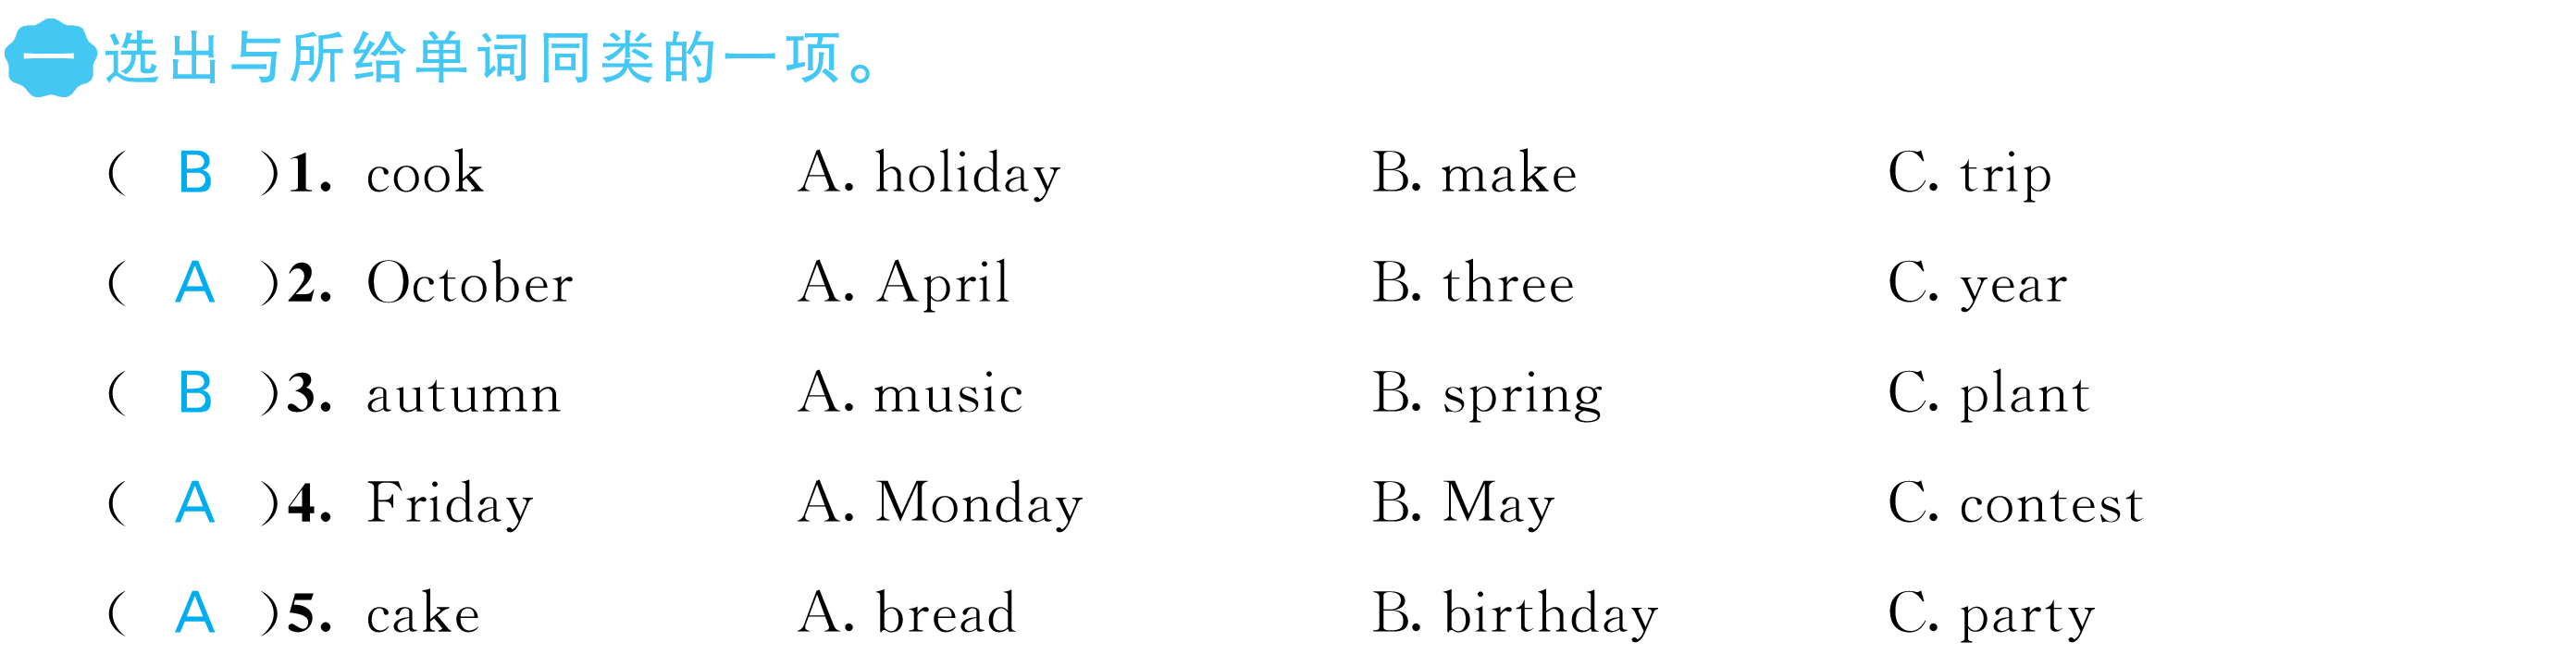 一 选出与所给单词同类的一项。
( B )1. cook A. holiday B. make C. trip
( A )2. October A. April B. three C. year
( B )3. autumn A. music B. spring C. plant
( A )4. Friday A. Monday B. May C. contest
( A )5. cake A. bread B. birthday C. party